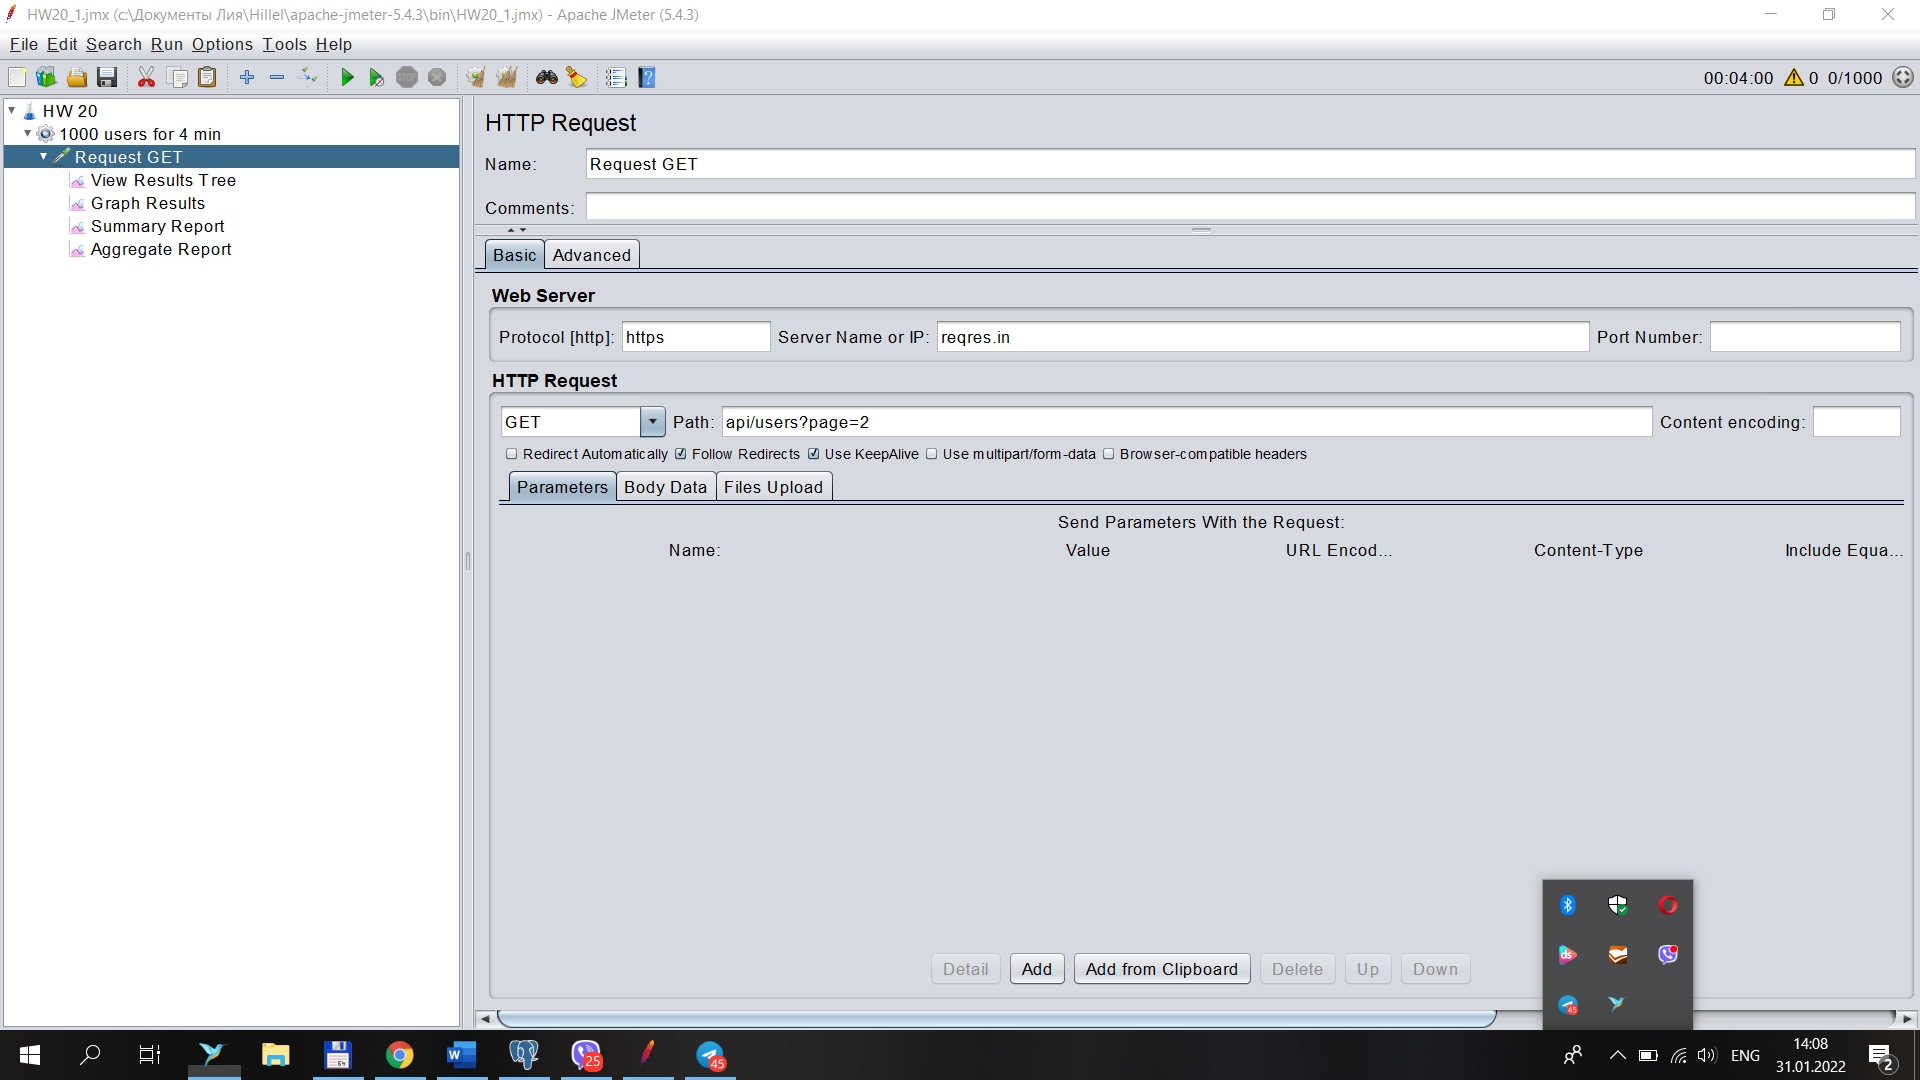 HW20_1.jmx (c:\Документы Лия\Hillel\apache-jmeter-5.4.3\bin\HW20_1.jmx) - Apache JMeter (5.4.3)
File Edit Search Run Options Tools Help
STOP
00:04:00 0 0/1000
HW 20
1000 users for 4 min
Request GET
View Results Tree
Graph Results
Summary Report
Aggregate Report
HTTP Request
Name: Request GET
Comments:
Basic Advanced
Web Server
Protocol [http]: https Server Name or IP: reqres.in Port Number:
HTTP Request
GET Path: api/users?page=2 Content encoding:
Redirect Automatically Follow Redirects Use KeepAlive Use multipart/form-data Browser-compatible headers
Parameters Body Data Files Upload
Send Parameters With the Request:
Name: Value URL Encod... Content-Type Include Equa...
Detail Add Add from Clipboard Delete Up Down
ds
45
64
W
25
45
ENG
14:08
31.01.2022
2